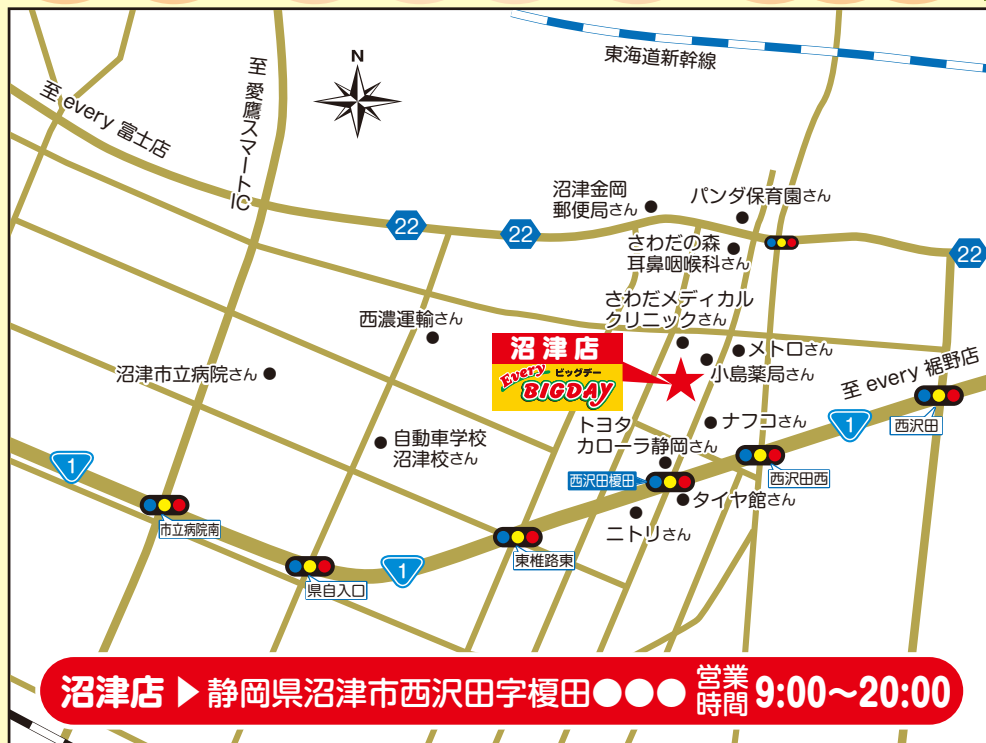 東海道新幹線
N
至 愛鷹スマートIC
至 every 富士店
沼津金岡
郵便局さん
パンダ保育園さん
22
22
22
さわだの森
耳鼻咽喉科さん
さわだメディカル
クリニックさん
西濃運輸さん
沼津店
Every ビッグデー
BIGDAY
メトロさん
小島薬局さん
沼津市立病院さん
至 every 裾野店
ナフコさん
1
西沢田
トヨタ
カローラ静岡さん
自動車学校
沼津校さん
1
西沢田榎田
西沢田西
タイヤ館さん
ニトリさん
市立病院南
東椎路東
1
県自入口
沼津店 ▶ 静岡県沼津市西沢田字榎田●●● 営業時間 9:00〜20:00